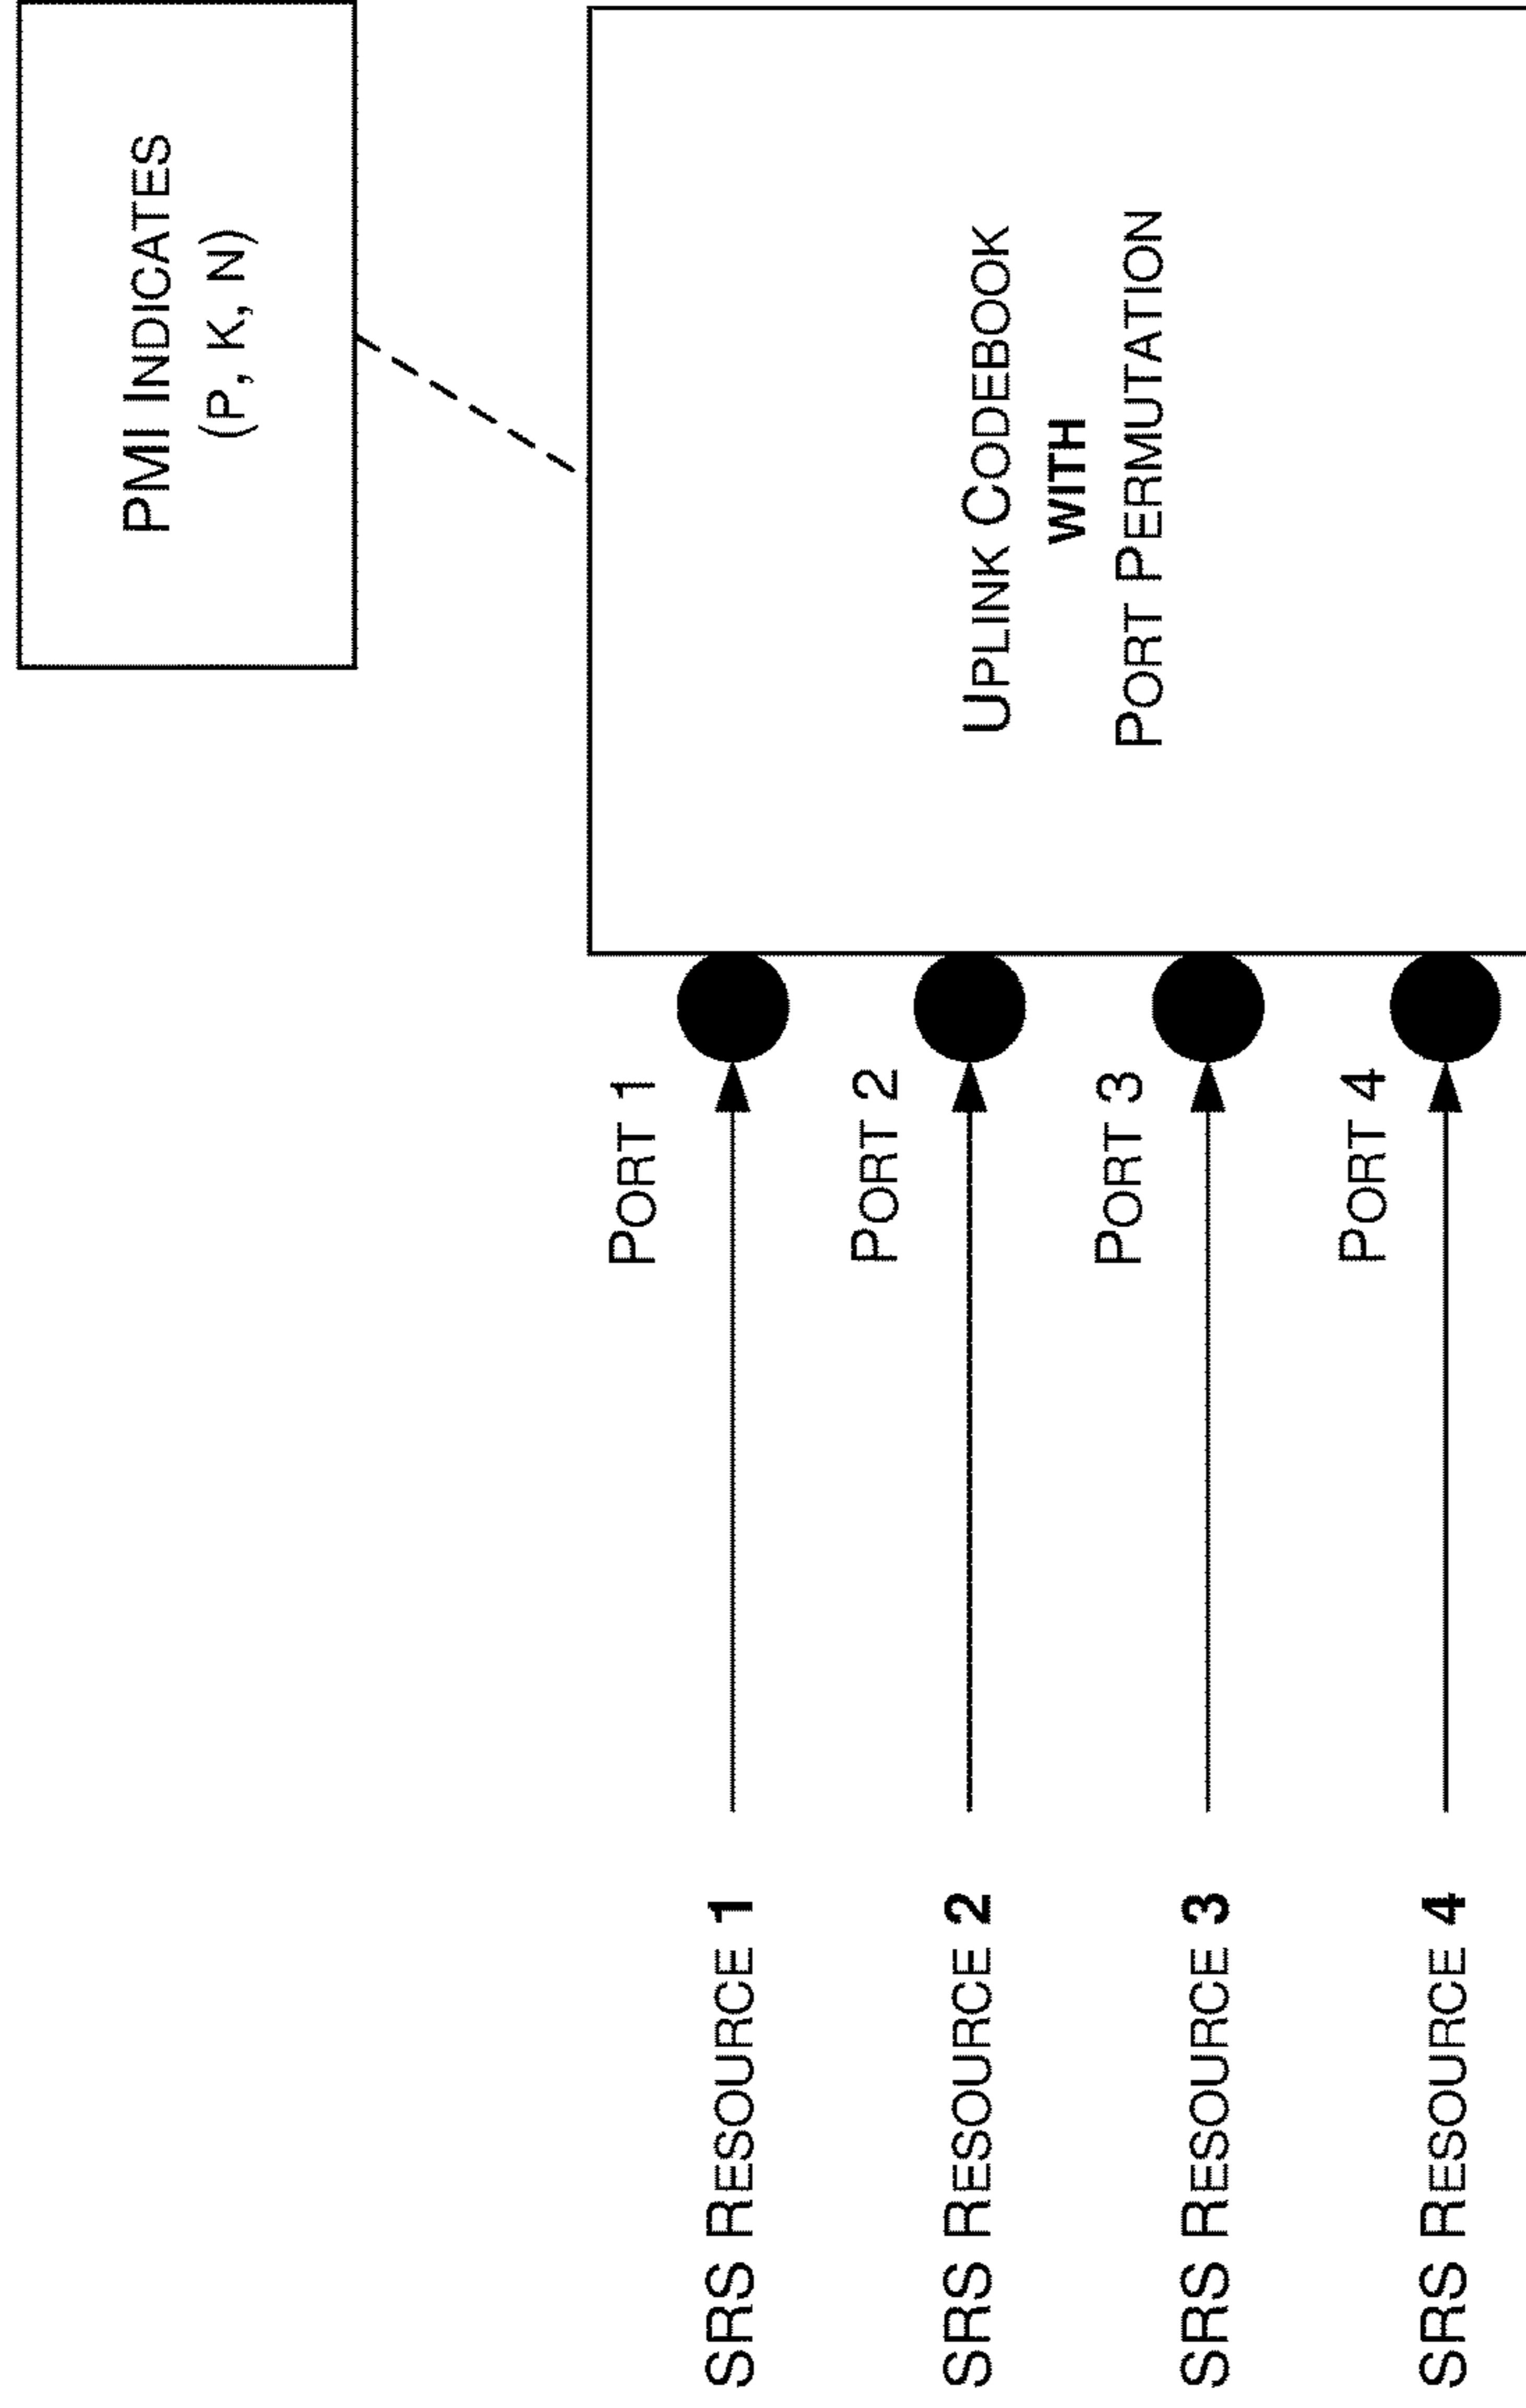 PMI INDICATES
(P, K, N)
UPLINK CODEBOOK
WITH
PORT PERMUTATION
PORT 1
PORT 2
PORT 3
PORT 4
SRS RESOURCE 1
SRS RESOURCE 2
SRS RESOURCE 3
SRS RESOURCE 4